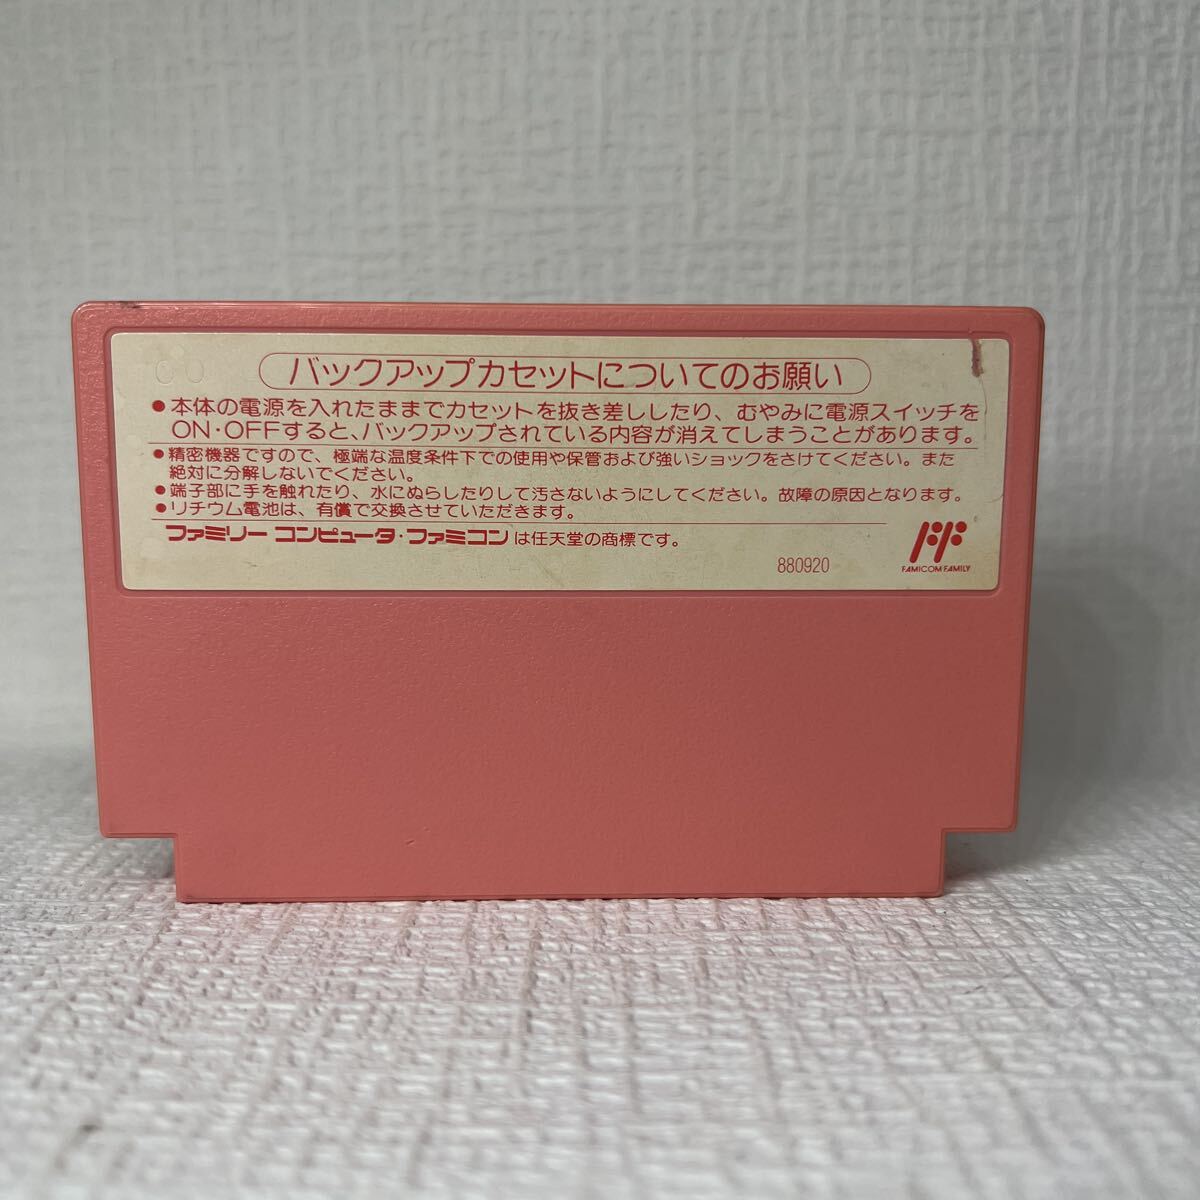 バックアップカセットについてのお願い
●本体の電源を入れたままでカセットを抜き差ししたり、むやみに電源スイッチを
ON・OFFすると、バックアップされている内容が消えてしまうことがあります。
●精密機器ですので、極端な温度条件下での使用や保管および強いショックをさけてください。また
絶対に分解しないでください。
●端子部に手を触れたり、水にぬらしたりして汚さないようにしてください。故障の原因となります。
●リチウム電池は、有償で交換させていただきます。
ファミリーコンピュータ・ファミコンは任天堂の商標です。
880920
FAMICOM FAMILY